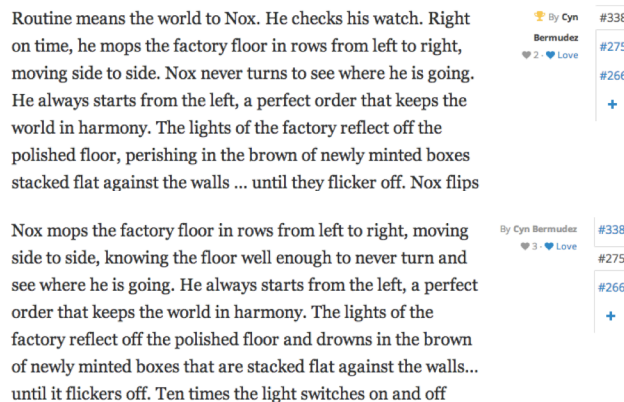 Routine means the world to Nox. He checks his watch. Right
on time, he mops the factory floor in rows from left to right,
moving side to side. Nox never turns to see where he is going.
He always starts from the left, a perfect order that keeps the
world in harmony. The lights of the factory reflect off the
polished floor, perishing in the brown of newly minted boxes
stacked flat against the walls ... until they flicker off. Nox flips
By Cyn
Bermudez
2 · Love
#338
#275
#266
+
Nox mops the factory floor in rows from left to right, moving
side to side, knowing the floor well enough to never turn and
see where he is going. He always starts from the left, a perfect
order that keeps the world in harmony. The lights of the
factory reflect off the polished floor and drowns in the brown
of newly minted boxes that are stacked flat against the walls...
until it flickers off. Ten times the light switches on and off
By Cyn Bermudez
3 · Love
#338
#275
#266
+